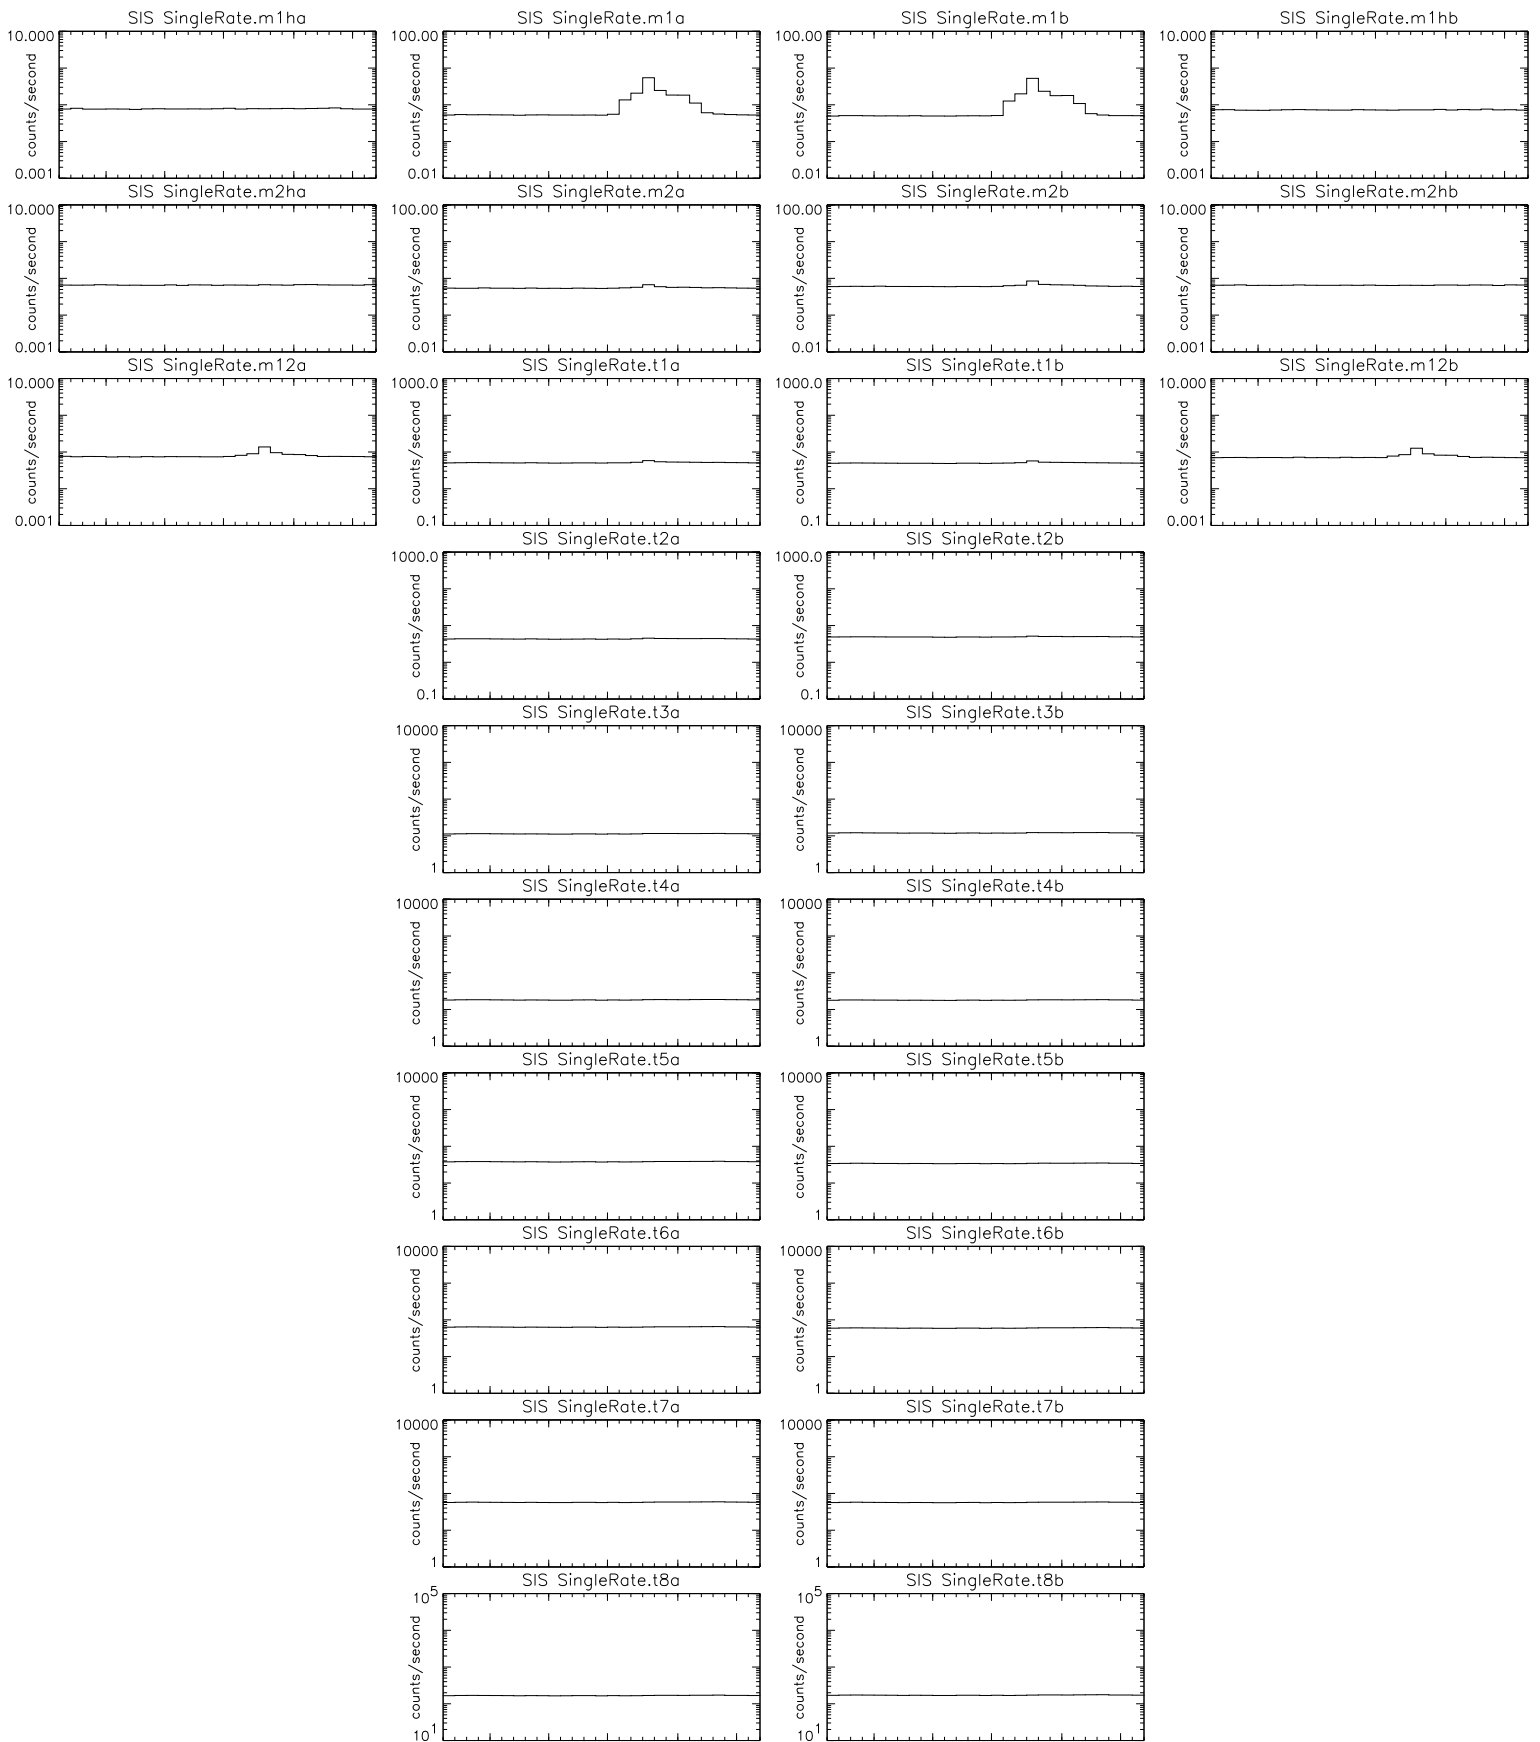 SIS SingleRate.m1ha
10.000
counts/second
0.001
SIS SingleRate.m1a
100.00
counts/second
0.01
SIS SingleRate.m1b
100.00
counts/second
0.01
SIS SingleRate.m1hb
10.000
counts/second
0.001
SIS SingleRate.m2ha
10.000
counts/second
0.001
SIS SingleRate.m2a
100.00
counts/second
0.01
SIS SingleRate.m2b
100.00
counts/second
0.01
SIS SingleRate.m2hb
10.000
counts/second
0.001
SIS SingleRate.m12a
10.000
counts/second
0.001
SIS SingleRate.t1a
1000.0
counts/second
0.1
SIS SingleRate.t1b
1000.0
counts/second
0.1
SIS SingleRate.m12b
10.000
counts/second
0.001
SIS SingleRate.t2a
1000.0
counts/second
0.1
SIS SingleRate.t2b
1000.0
counts/second
0.1
SIS SingleRate.t3a
10000
counts/second
1
SIS SingleRate.t3b
10000
counts/second
1
SIS SingleRate.t4a
10000
counts/second
1
SIS SingleRate.t4b
10000
counts/second
1
SIS SingleRate.t5a
10000
counts/second
1
SIS SingleRate.t5b
10000
counts/second
1
SIS SingleRate.t6a
10000
counts/second
1
SIS SingleRate.t6b
10000
counts/second
1
SIS SingleRate.t7a
10000
counts/second
1
SIS SingleRate.t7b
10000
counts/second
1
SIS SingleRate.t8a
10⁵
counts/second
10¹
SIS SingleRate.t8b
10⁵
counts/second
10¹